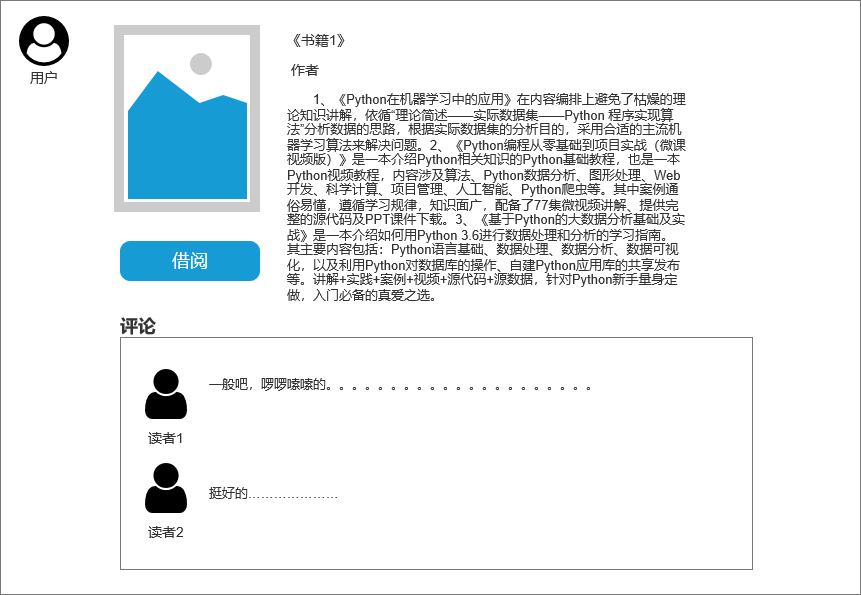 用户
《书籍1》
作者
1、《Python在机器学习中的应用》在内容编排上避免了枯燥的理
论知识讲解，依循“理论简述——实际数据集——Python 程序实现算
法”分析数据的思路，根据实际数据集的分析目的，采用合适的主流机
器学习算法来解决问题。2、《Python编程从零基础到项目实战（微课
视频版）》是一本介绍Python相关知识的Python基础教程，也是一本
Python视频教程，内容涉及算法、Python数据分析、图形处理、Web
开发、科学计算、项目管理、人工智能、Python爬虫等。其中案例通
俗易懂，遵循学习规律，知识面广，配备了77集微视频讲解、提供完
整的源代码及PPT课件下载。3、《基于Python的大数据分析基础及实
战》是一本介绍如何用Python 3.6进行数据处理和分析的学习指南。
其主要内容包括：Python语言基础、数据处理、数据分析、数据可视
化，以及利用Python对数据库的操作、自建Python应用库的共享发布
等。讲解+实践+案例+视频+源代码+源数据，针对Python新手量身定
做，入门必备的真爱之选。
借阅
评论
一般吧，啰啰嗦嗦的。。。。。。。。。。。。。。。。。。。。。
读者1
挺好的…………………
读者2